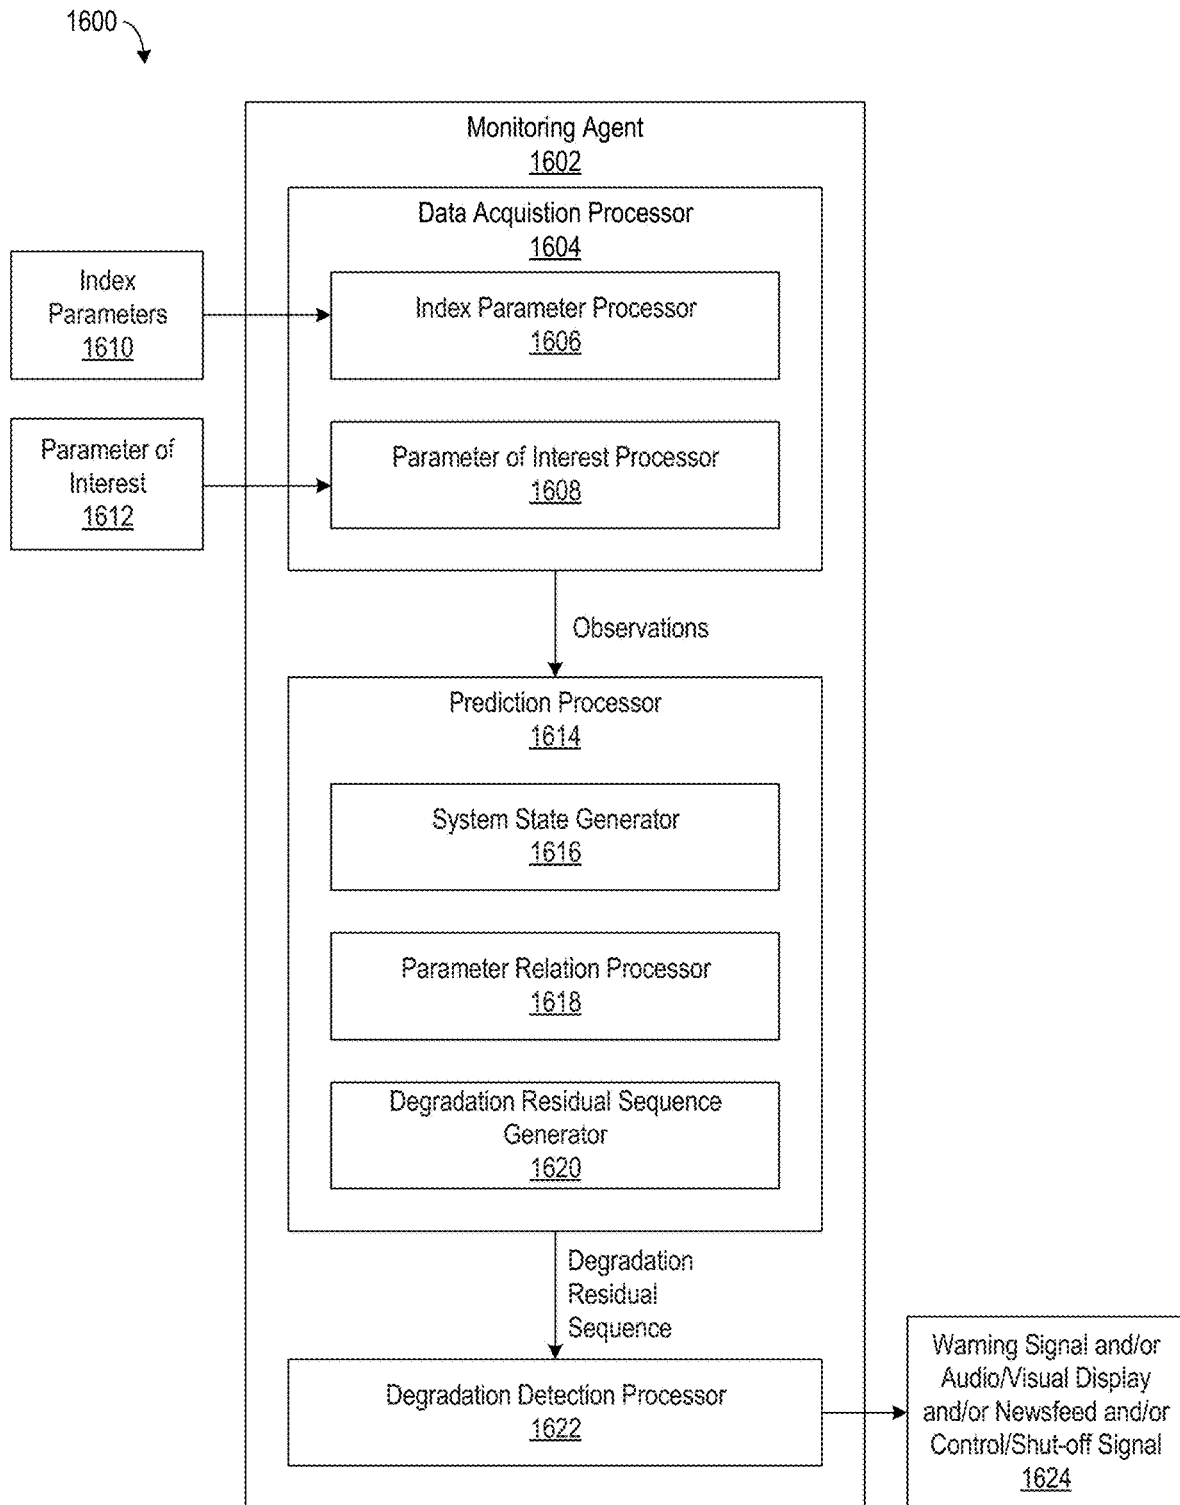 1600
Monitoring Agent
1602
Data Acquistion Processor
1604
Index
Parameters
1610
Index Parameter Processor
1606
Parameter of
Interest
1612
Parameter of Interest Processor
1608
Observations
Prediction Processor
1614
System State Generator
1616
Parameter Relation Processor
1618
Degradation Residual Sequence
Generator
1620
Degradation
Residual
Sequence
Degradation Detection Processor
1622
Warning Signal and/or
Audio/Visual Display
and/or Newsfeed and/or
Control/Shut-off Signal
1624